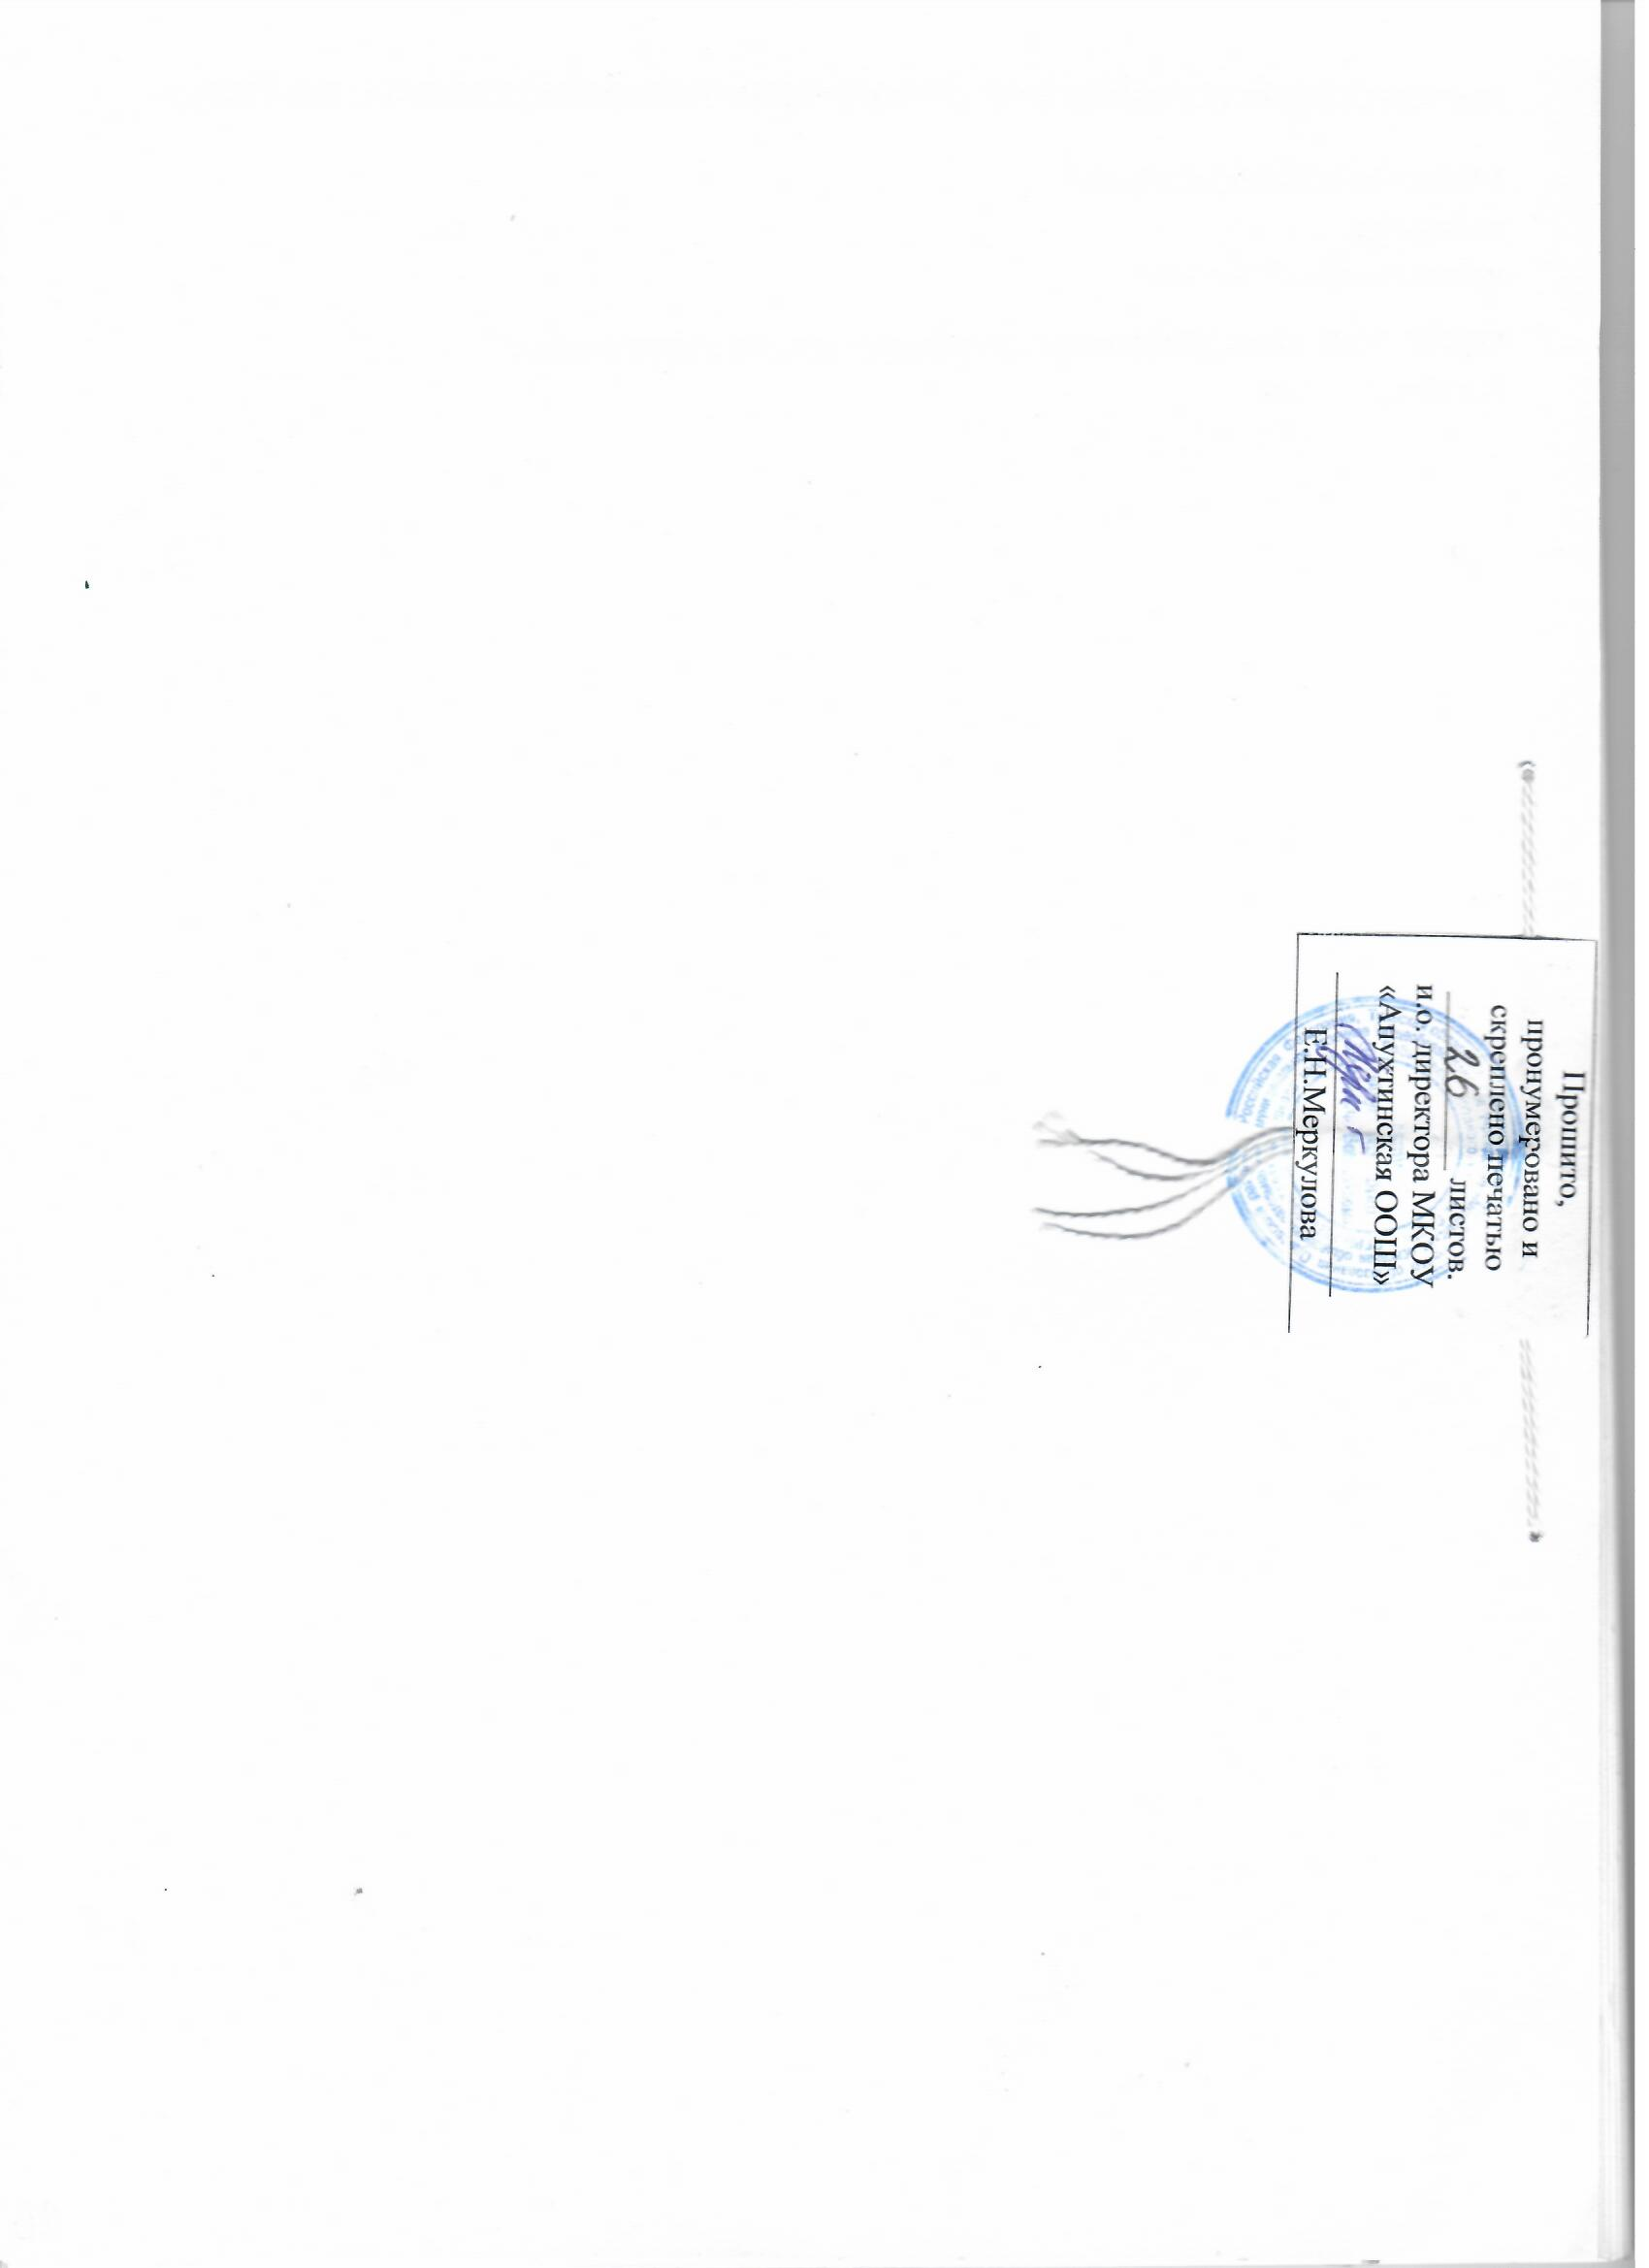 Прошито,
пронумеровано и
скреплено печатью
26 листов.
и.о. директора МКОУ
«Апухтинская ООШ»
Е.Н.Меркулова